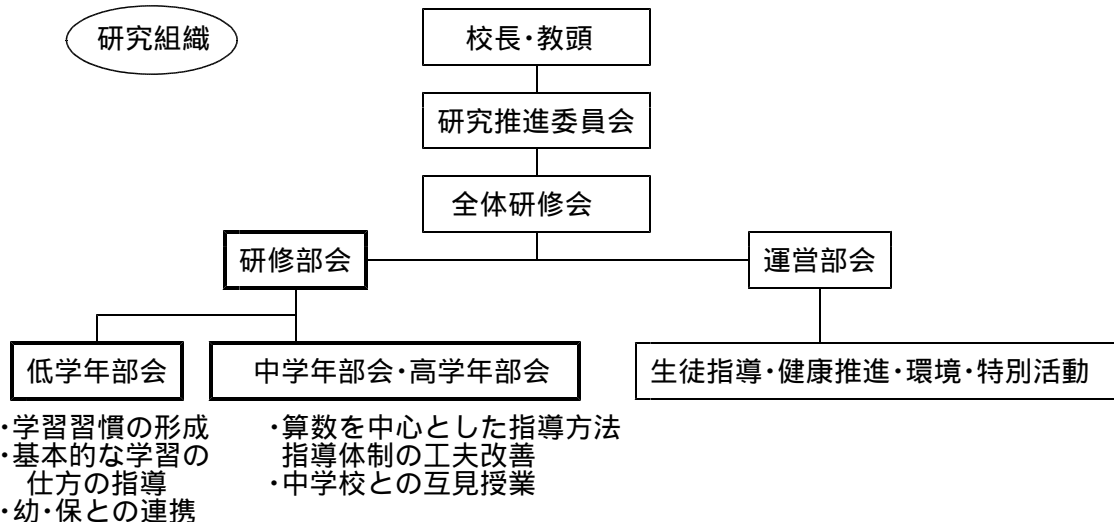 研究組織
校長・教頭
研究推進委員会
全体研修会
研修部会
運営部会
低学年部会
中学年部会・高学年部会
生徒指導・健康推進・環境・特別活動
・学習習慣の形成
・基本的な学習の
仕方の指導
・幼・保との連携
・算数を中心とした指導方法
指導体制の工夫改善
・中学校との互見授業